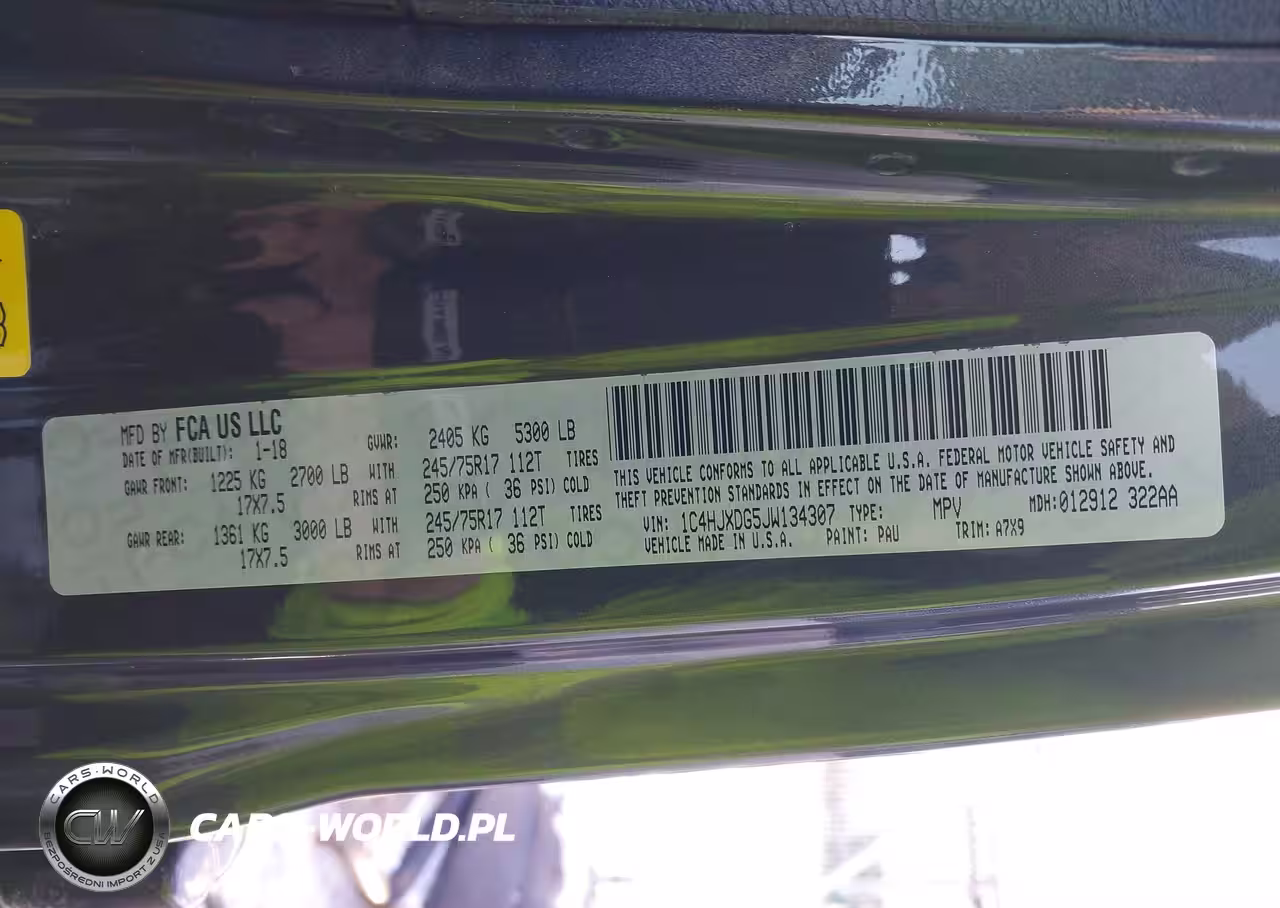 MFD BY FCA US LLC
DATE OF MFR(BUILT): 1-18 GVWR: 2405 KG 5300 LB
GAWR FRONT: 1225 KG 2700 LB WITH 245/75R17 112T TIRES
17X7.5 RIMS AT 250 KPA ( 36 PSI) COLD
GAWR REAR: 1361 KG 3000 LB WITH 245/75R17 112T TIRES
17X7.5 RIMS AT 250 KPA ( 36 PSI) COLD
THIS VEHICLE CONFORMS TO ALL APPLICABLE U.S.A. FEDERAL MOTOR VEHICLE SAFETY AND
THEFT PREVENTION STANDARDS IN EFFECT ON THE DATE OF MANUFACTURE SHOWN ABOVE.
VIN: 1C4HJXDG5JW134307 TYPE: MPV MDH:012912 322AA
VEHICLE MADE IN U.S.A. PAINT: PAU TRIM: A7X9
CARS-WORLD
CW
BEZPOŚREDNI IMPORT Z USA
CARS-WORLD.PL